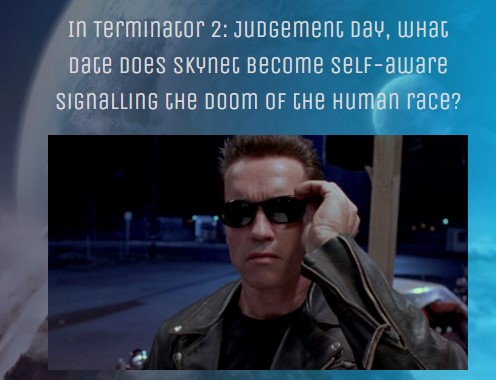 In Terminator 2: Judgement Day, what
date does Skynet become self-aware
signalling the doom of the human race?